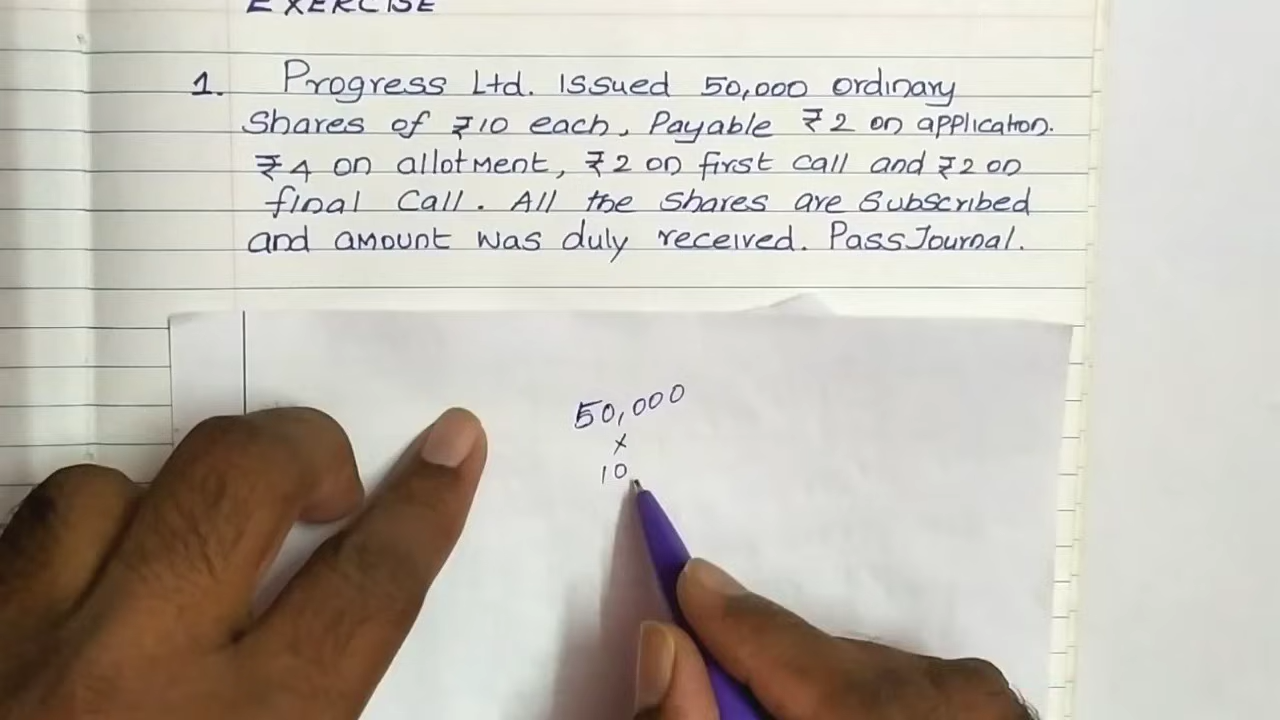 EXERCISE
1. Progress Ltd. issued 50,000 ordinary
Shares of ₹10 each, Payable ₹2 on application.
₹4 on allotment, ₹2 on first call and ₹2 on
final Call. All the shares are Subscribed
and amount was duly received. Pass Journal.
50,000
x
10